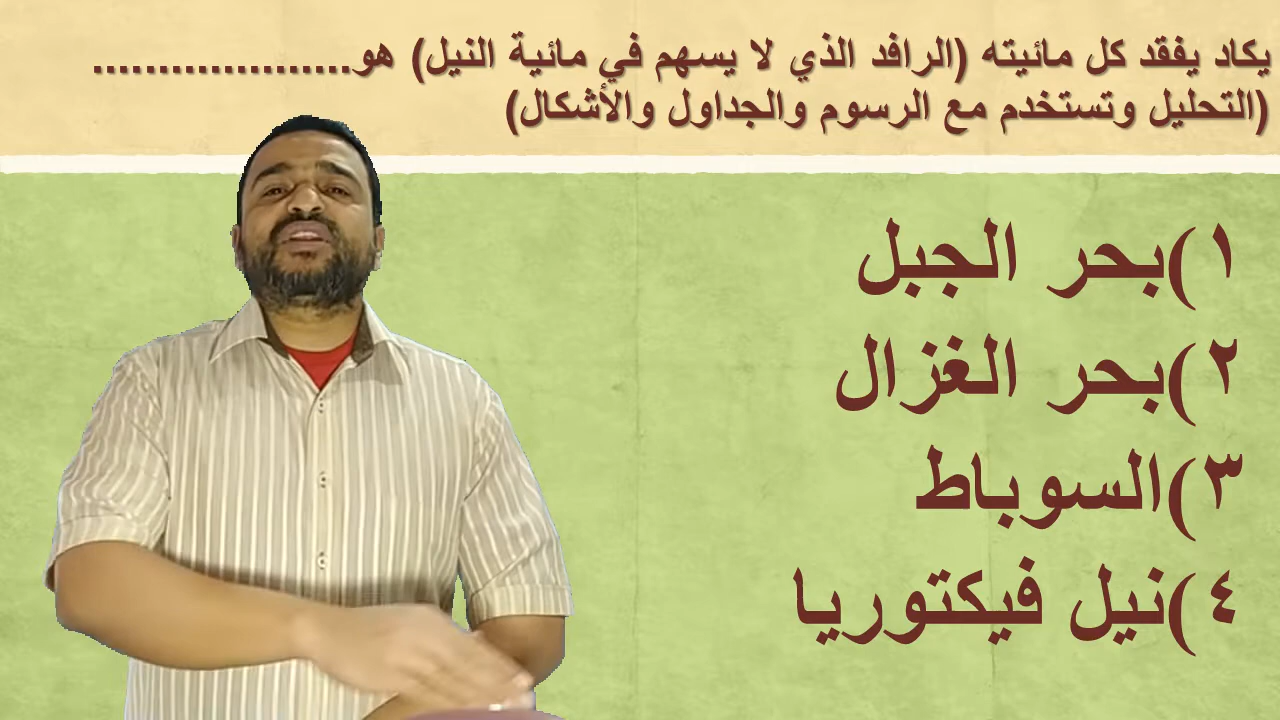 يكاد يفقد كل مائيته (الرافد الذي لا يسهم في مائية النيل) هو....................
(التحليل وتستخدم مع الرسوم والجداول والأشكال)
١)بحر الجبل
٢)بحر الغزال
٣)السوباط
٤)نيل فيكتوريا